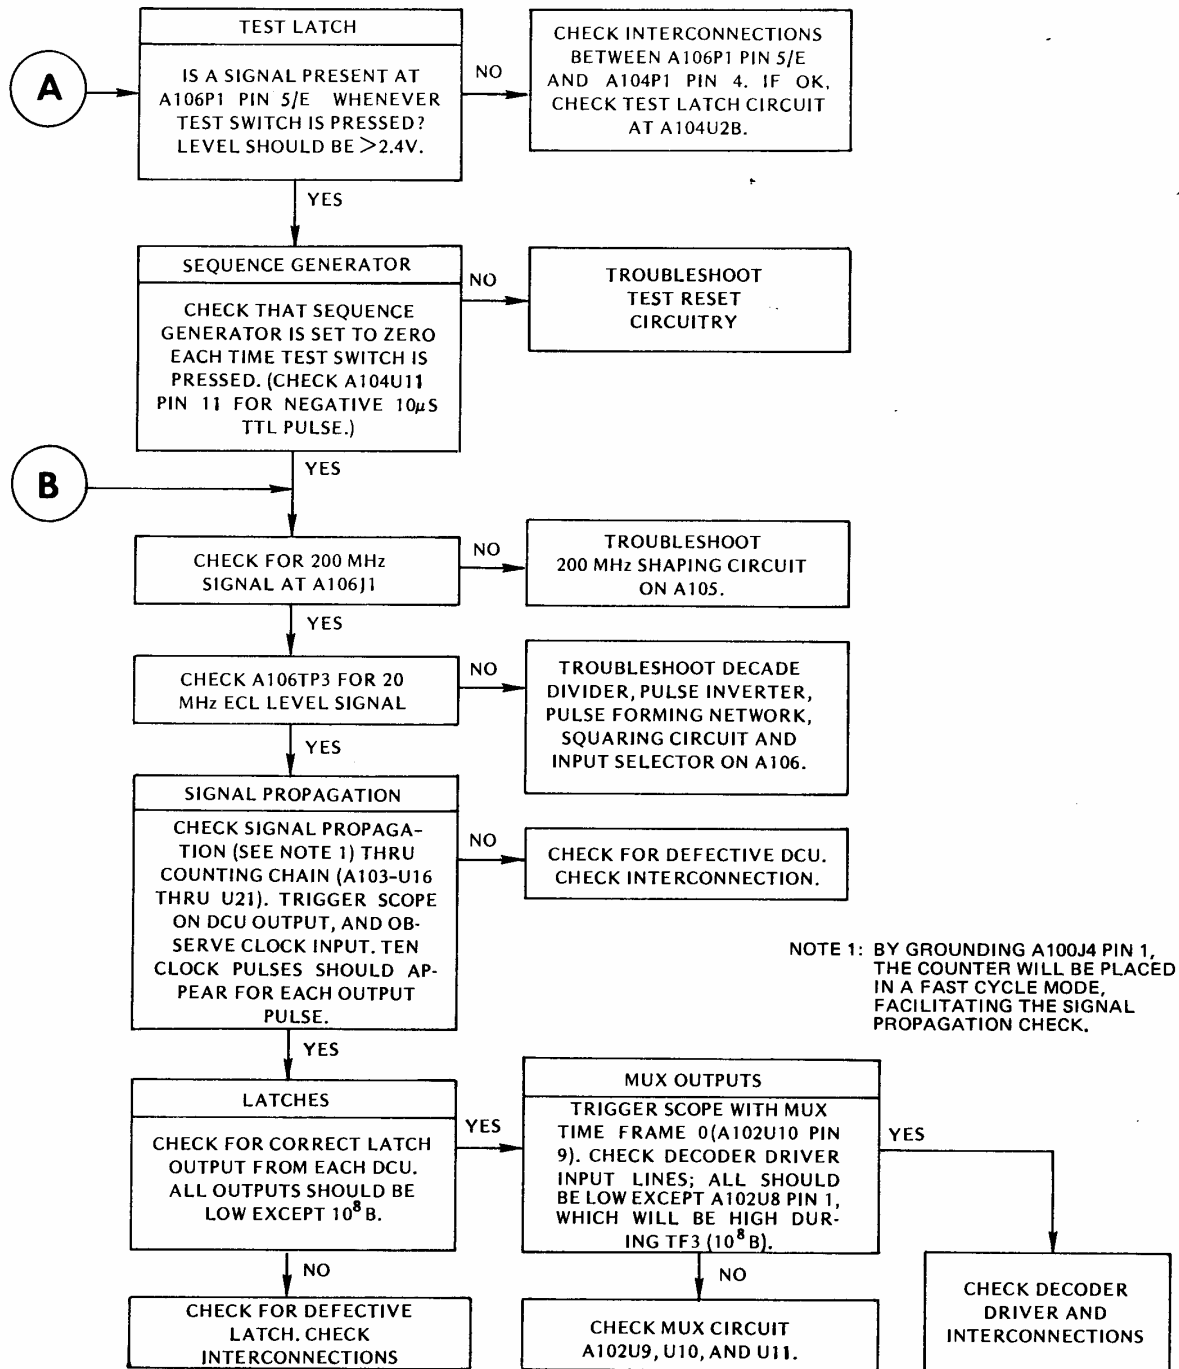 A
TEST LATCH
IS A SIGNAL PRESENT AT
A106P1 PIN 5/E WHENEVER
TEST SWITCH IS PRESSED?
LEVEL SHOULD BE >2.4V.
NO
CHECK INTERCONNECTIONS
BETWEEN A106P1 PIN 5/E
AND A104P1 PIN 4. IF OK,
CHECK TEST LATCH CIRCUIT
AT A104U2B.
YES
SEQUENCE GENERATOR
CHECK THAT SEQUENCE
GENERATOR IS SET TO ZERO
EACH TIME TEST SWITCH IS
PRESSED. (CHECK A104U11
PIN 11 FOR NEGATIVE 10µS
TTL PULSE.)
NO
TROUBLESHOOT
TEST RESET
CIRCUITRY
YES
B
CHECK FOR 200 MHz
SIGNAL AT A106J1
NO
TROUBLESHOOT
200 MHz SHAPING CIRCUIT
ON A105.
YES
CHECK A106TP3 FOR 20
MHz ECL LEVEL SIGNAL
NO
TROUBLESHOOT DECADE
DIVIDER, PULSE INVERTER,
PULSE FORMING NETWORK,
SQUARING CIRCUIT AND
INPUT SELECTOR ON A106.
YES
SIGNAL PROPAGATION
CHECK SIGNAL PROPAGA-
TION (SEE NOTE 1) THRU
COUNTING CHAIN (A103-U16
THRU U21). TRIGGER SCOPE
ON DCU OUTPUT, AND OB-
SERVE CLOCK INPUT. TEN
CLOCK PULSES SHOULD AP-
PEAR FOR EACH OUTPUT
PULSE.
NO
CHECK FOR DEFECTIVE DCU.
CHECK INTERCONNECTION.
NOTE 1: BY GROUNDING A100J4 PIN 1,
THE COUNTER WILL BE PLACED
IN A FAST CYCLE MODE,
FACILITATING THE SIGNAL
PROPAGATION CHECK.
YES
LATCHES
CHECK FOR CORRECT LATCH
OUTPUT FROM EACH DCU.
ALL OUTPUTS SHOULD BE
LOW EXCEPT 10⁸ B.
YES
MUX OUTPUTS
TRIGGER SCOPE WITH MUX
TIME FRAME 0(A102U10 PIN
9). CHECK DECODER DRIVER
INPUT LINES; ALL SHOULD
BE LOW EXCEPT A102U8 PIN 1,
WHICH WILL BE HIGH DUR-
ING TF3 (10⁸ B).
YES
NO
CHECK FOR DEFECTIVE
LATCH. CHECK
INTERCONNECTIONS
NO
CHECK MUX CIRCUIT
A102U9, U10, AND U11.
CHECK DECODER
DRIVER AND
INTERCONNECTIONS